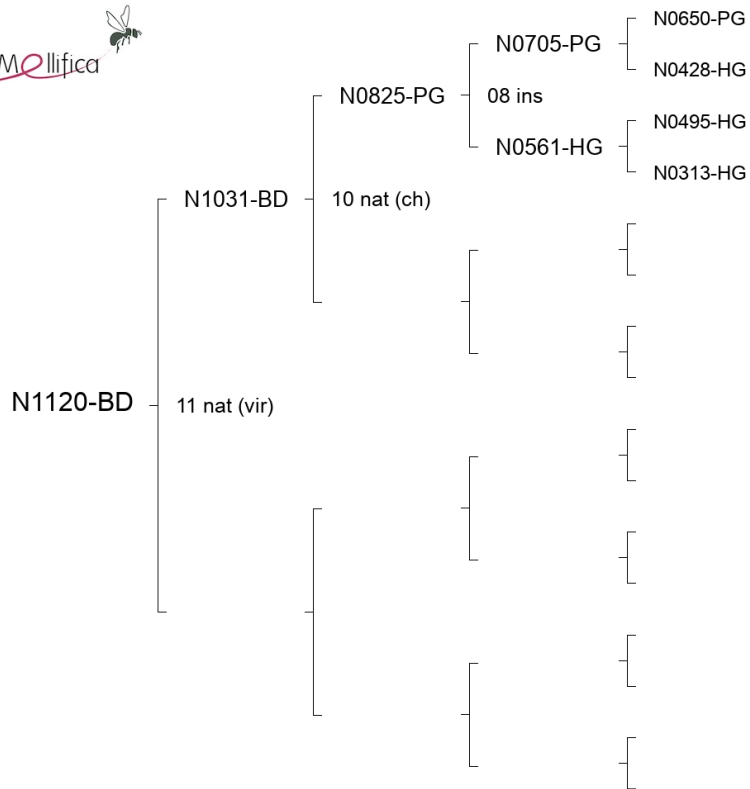 Mellifica
N0650-PG
N0705-PG
N0428-HG
N0825-PG
08 ins
N0495-HG
N0561-HG
N0313-HG
N1031-BD
10 nat (ch)
N1120-BD
11 nat (vir)